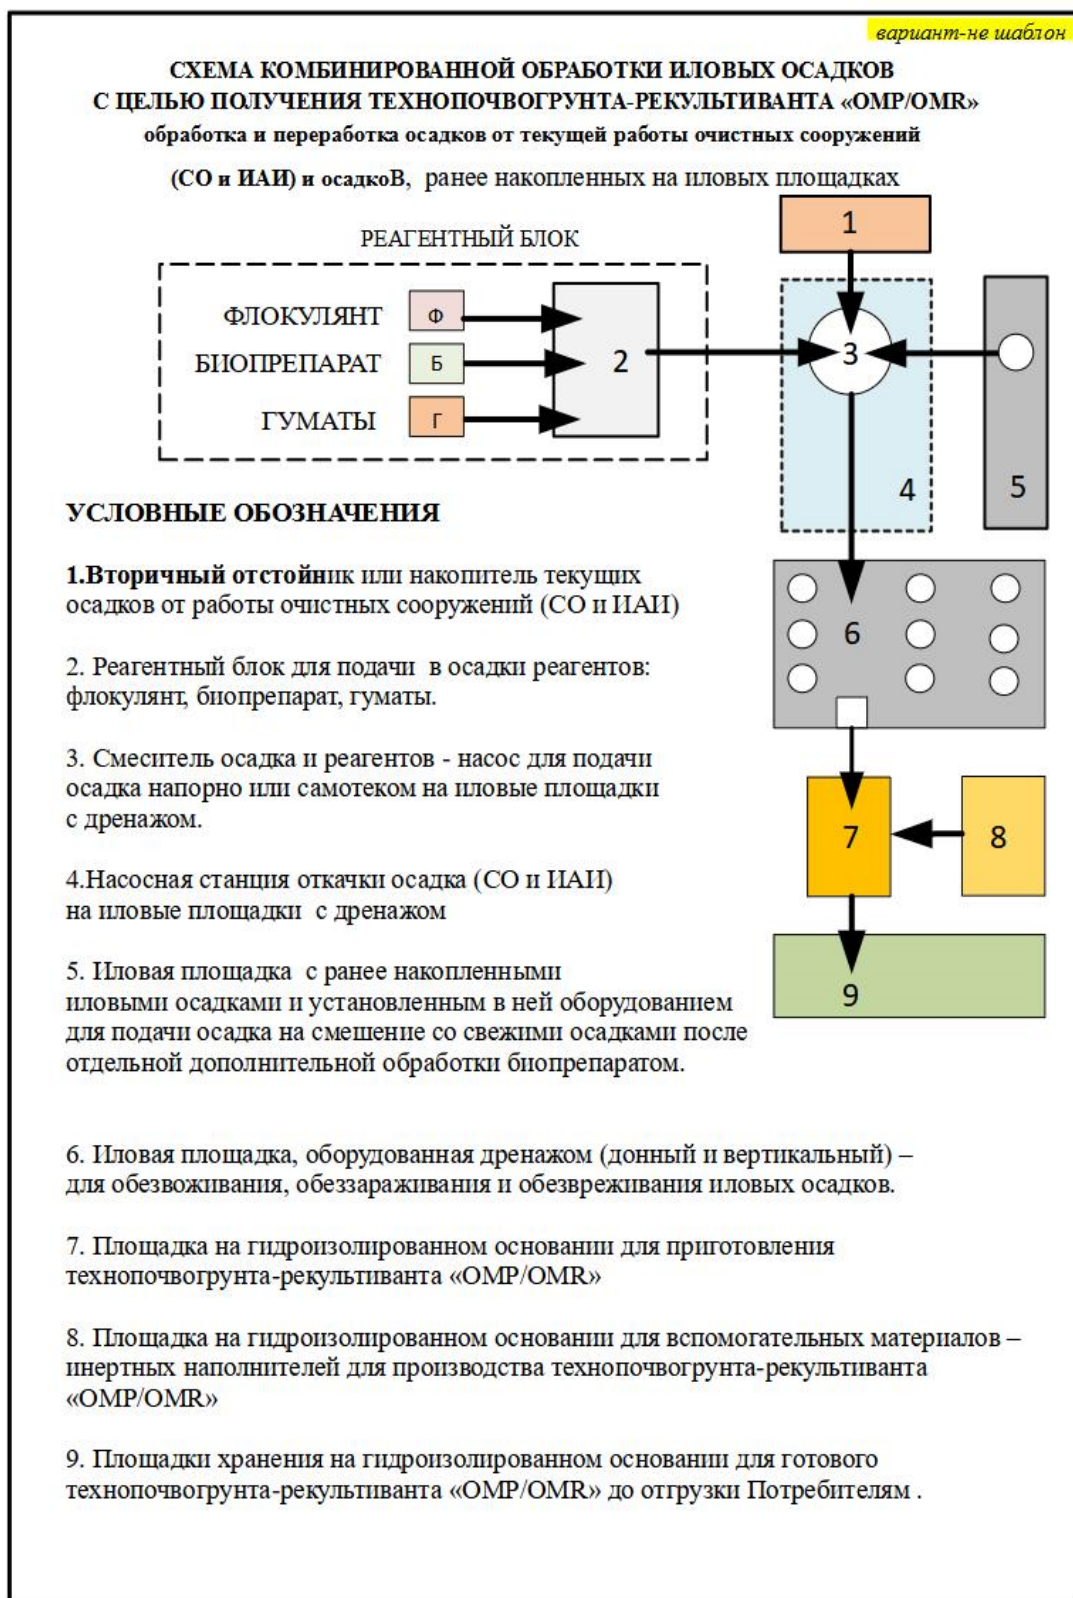 вариант-не шаблон
СХЕМА КОМБИНИРОВАННОЙ ОБРАБОТКИ ИЛОВЫХ ОСАДКОВ
С ЦЕЛЬЮ ПОЛУЧЕНИЯ ТЕХНОПОЧВОГРУНТА-РЕКУЛЬТИВАНТА «ОМР/OMR»
обработка и переработка осадков от текущей работы очистных сооружений
(СО и ИАИ) и осадкоВ, ранее накопленных на иловых площадках
РЕАГЕНТНЫЙ БЛОК
1
ФЛОКУЛЯНТ Ф
БИОПРЕПАРАТ Б 2 3
ГУМАТЫ Г
4 5
6
7 8
9
УСЛОВНЫЕ ОБОЗНАЧЕНИЯ
1.Вторичный отстойник или накопитель текущих
осадков от работы очистных сооружений (СО и ИАИ)
2. Реагентный блок для подачи в осадки реагентов:
флокулянт, биопрепарат, гуматы.
3. Смеситель осадка и реагентов - насос для подачи
осадка напорно или самотеком на иловые площадки
с дренажом.
4.Насосная станция откачки осадка (СО и ИАИ)
на иловые площадки с дренажом
5. Иловая площадка с ранее накопленными
иловыми осадками и установленным в ней оборудованием
для подачи осадка на смешение со свежими осадками после
отдельной дополнительной обработки биопрепаратом.
6. Иловая площадка, оборудованная дренажом (донный и вертикальный) –
для обезвоживания, обеззараживания и обезвреживания иловых осадков.
7. Площадка на гидроизолированном основании для приготовления
технопочвогрунта-рекультиванта «ОМР/OMR»
8. Площадка на гидроизолированном основании для вспомогательных материалов –
инертных наполнителей для производства технопочвогрунта-рекультиванта
«ОМР/OMR»
9. Площадки хранения на гидроизолированном основании для готового
технопочвогрунта-рекультиванта «ОМР/OMR» до отгрузки Потребителям .